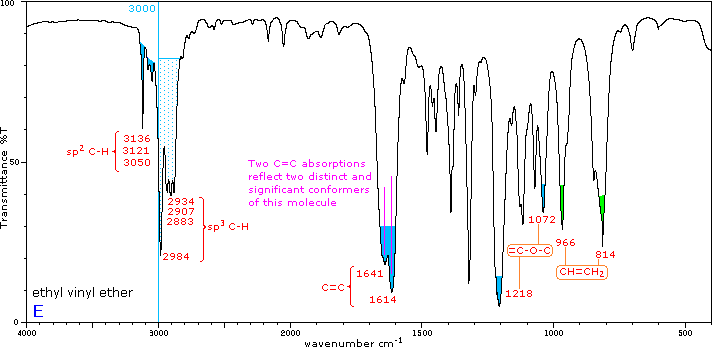 3000
100
50
0
Transmittance %T
sp² C-H
3136
3121
3050
2934
2907
2883
sp³ C-H
2984
Two C=C absorptions
reflect two distinct and
significant conformers
of this molecule
C=C
1641
1614
1072
=C-O-C
1218
966
814
CH=CH₂
ethyl vinyl ether
E
4000
3000
2000
1500
1000
500
wavenumber cm⁻¹